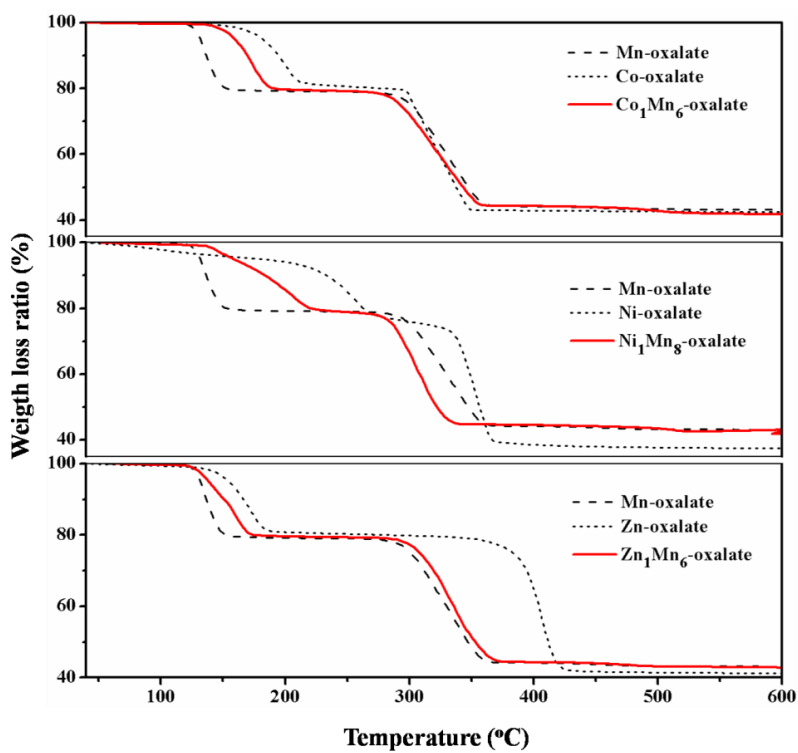 100
80
60
40
Mn-oxalate
Co-oxalate
Co1Mn6-oxalate
100
80
60
40
Mn-oxalate
Ni-oxalate
Ni1Mn8-oxalate
Weigth loss ratio (%)
100
80
60
40
Mn-oxalate
Zn-oxalate
Zn1Mn6-oxalate
100 200 300 400 500 600
Temperature (°C)